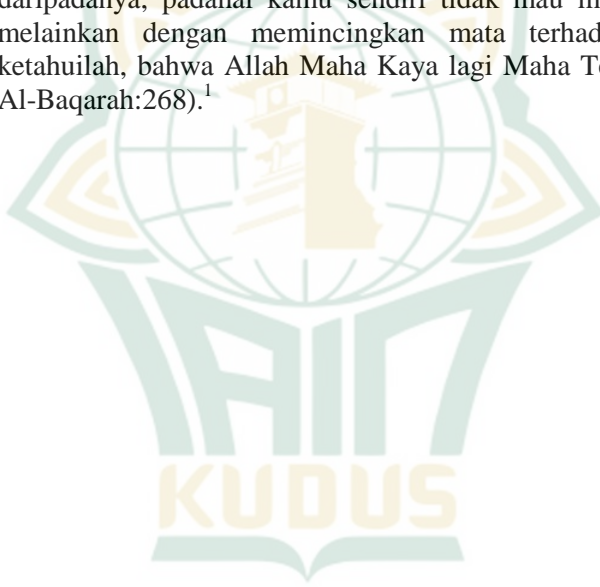 daripadanya, padahal kamu sendiri tidak mau
melainkan dengan memincingkan mata
ketahuilah, bahwa Allah Maha Kaya lagi Maha
Al-Baqarah:268).¹
IAIN
KUDUS